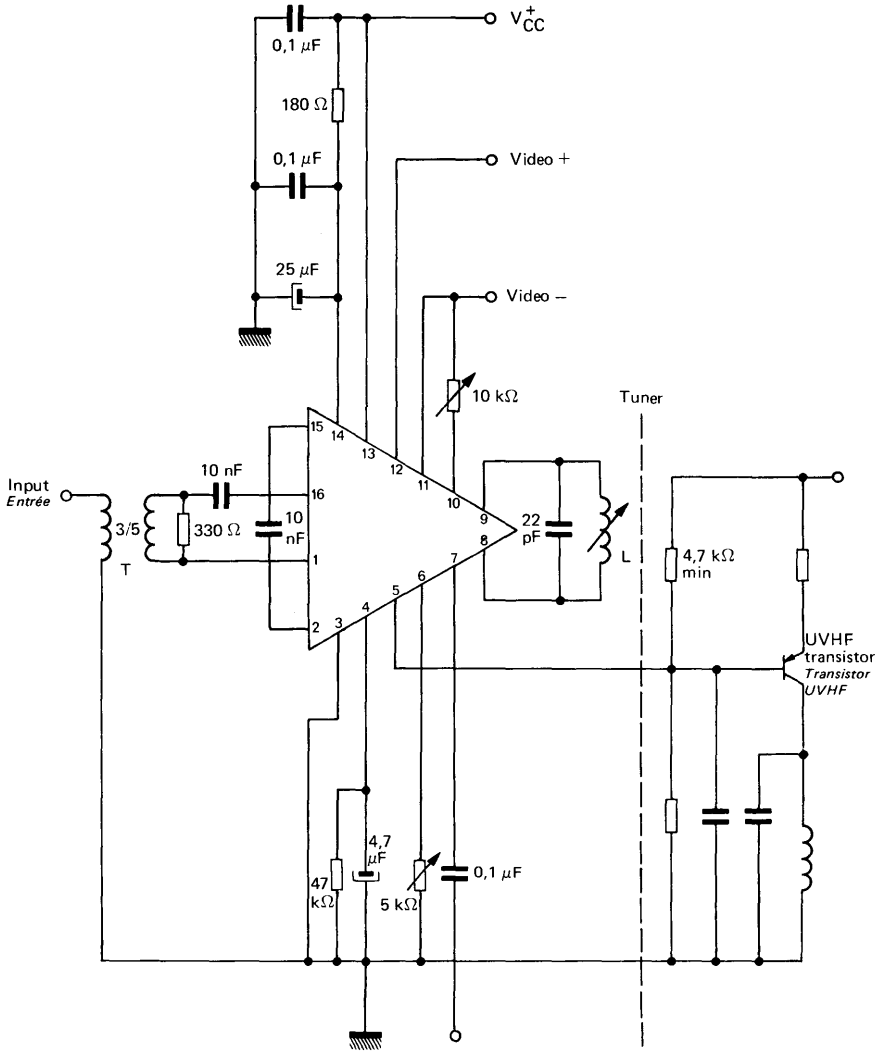 V+CC
0,1 µF
180 Ω
0,1 µF
Video +
25 µF
Video −
10 kΩ
Tuner
15
14
13
12
11
10
9
8
7
6
5
4
3
2
1
16
Input
Entrée
10 nF
3/5
330 Ω
10
nF
T
22
pF
L
4,7 kΩ
min
UVHF
transistor
Transistor
UVHF
4,7
µF
47
kΩ
5 kΩ
0,1 µF